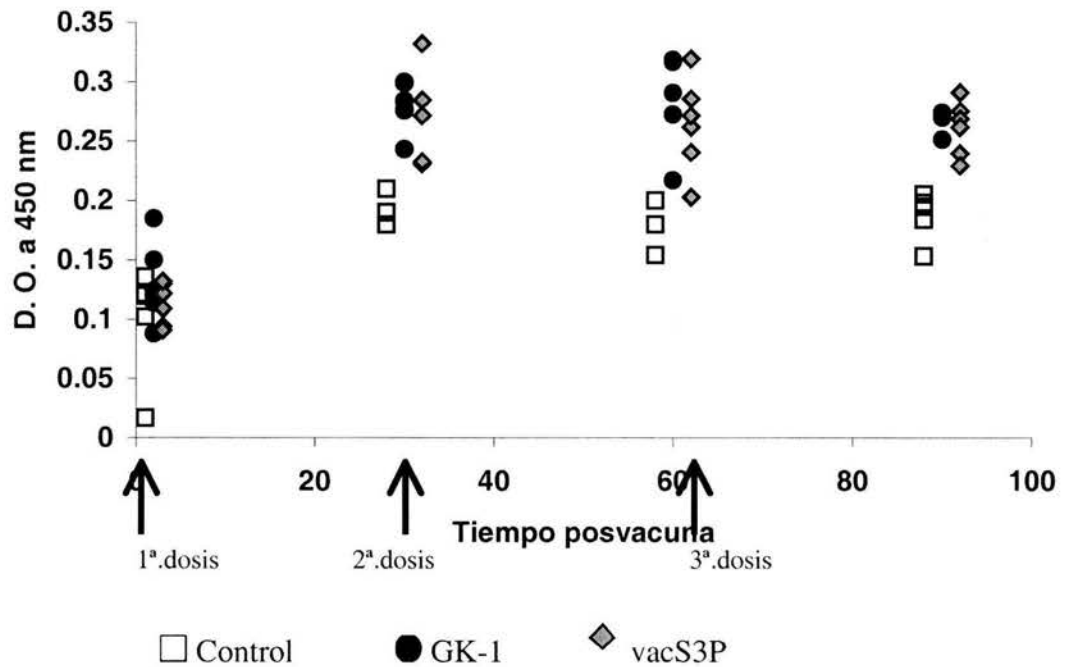 0.35
0.3
0.25
0.2
0.15
0.1
0.05
0
D. O. a 450 nm
0 20 40 60 80 100
Tiempo posvacuna
1ª.dosis 2ª.dosis 3ª.dosis
Control GK-1 vacS3P